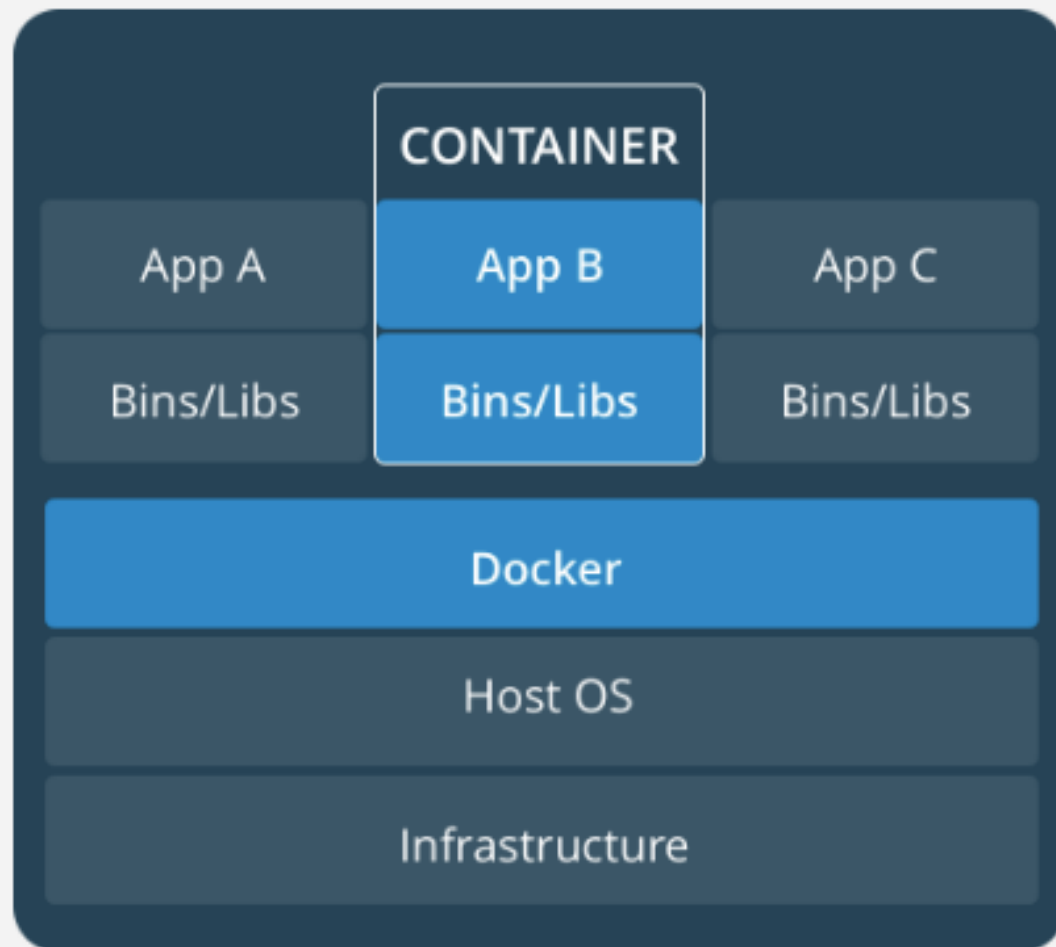 CONTAINER
App A
App B
App C
Bins/Libs
Bins/Libs
Bins/Libs
Docker
Host OS
Infrastructure